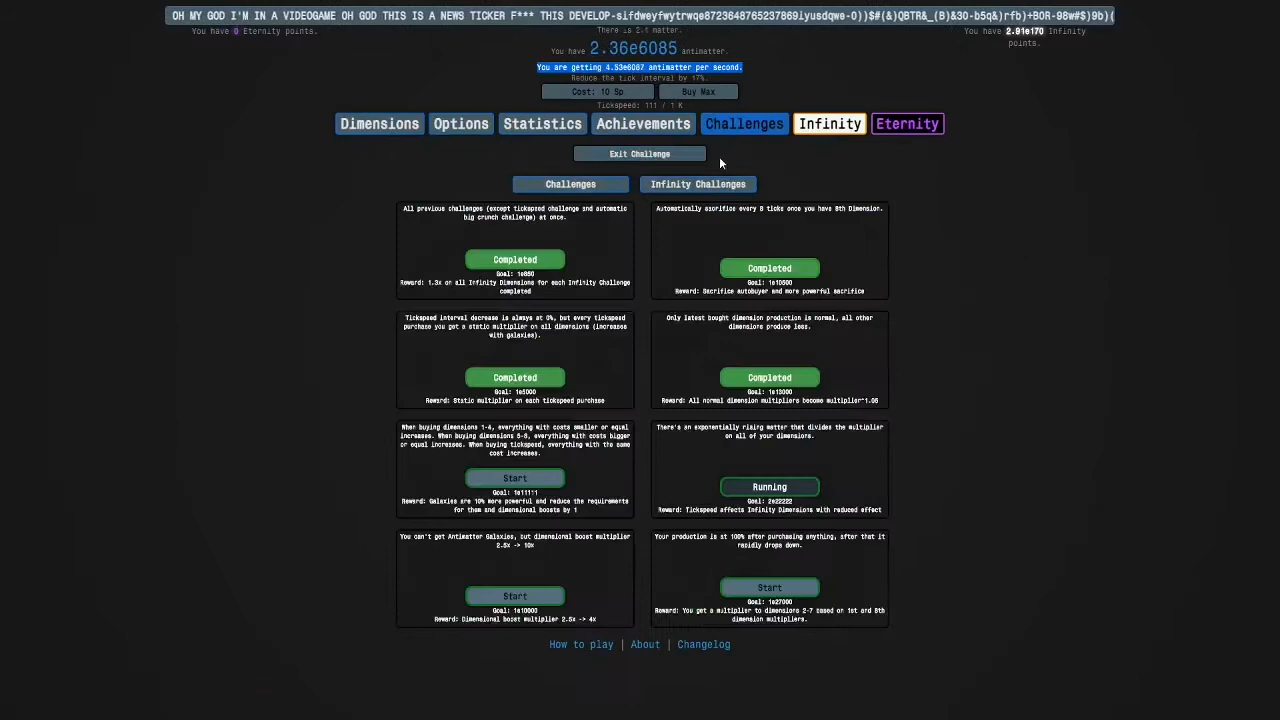 OH MY GOD I'M IN A VIDEOGAME OH GOD THIS IS A NEWS TICKER F*** THIS DEVELOP-sifdweyfwytrwqe8723648765237869iyusdqwe-0))$#(&)QBTR&_(B)&30-b5q&)rfb)+BOR-98w#$)9b)(
There is 2.1 matter.
You have 0 Eternity points.
You have 2.36e6085 antimatter.
You have 2.91e170 Infinity
points.
You are getting 4.53e6087 antimatter per second.
Reduce the tick interval by 17%.
Cost: 10 Sp
Buy Max
Tickspeed: 111 / 1 K
Dimensions
Options
Statistics
Achievements
Challenges
Infinity
Eternity
Exit Challenge
Challenges
Infinity Challenges
All previous challenges (except tickspeed challenge and automatic
big crunch challenge) at once.
Completed
Goal: 1e850
Reward: 1.3x on all Infinity Dimensions for each Infinity Challenge
completed
Automatically sacrifice every 8 ticks once you have 8th Dimension.
Completed
Goal: 1e10500
Reward: Sacrifice autobuyer and more powerful sacrifice
Tickspeed interval decrease is always at 0%, but every tickspeed
purchase you get a static multiplier on all dimensions (increases
with galaxies).
Completed
Goal: 1e5000
Reward: Static multiplier on each tickspeed purchase
Only latest bought dimension production is normal, all other
dimensions produce less.
Completed
Goal: 1e13000
Reward: All normal dimension multipliers become multiplier^1.05
When buying dimensions 1-4, everything with costs smaller or equal
increases. When buying dimensions 5-8, everything with costs bigger
or equal increases. When buying tickspeed, everything with the same
cost increases.
Start
Goal: 1e11111
Reward: Galaxies are 10% more powerful and reduce the requirements
for them and dimensional boosts by 1
There's an exponentially rising matter that divides the multiplier
on all of your dimensions.
Running
Goal: 2e22222
Reward: Tickspeed affects Infinity Dimensions with reduced effect
You can't get Antimatter Galaxies, but dimensional boost multiplier
2.5x -> 10x
Start
Goal: 1e10000
Reward: Dimensional boost multiplier 2.5x -> 4x
Your production is at 100% after purchasing anything, after that it
rapidly drops down.
Start
Goal: 1e27000
Reward: You get a multiplier to dimensions 2-7 based on 1st and 8th
dimension multipliers.
How to play | About | Changelog